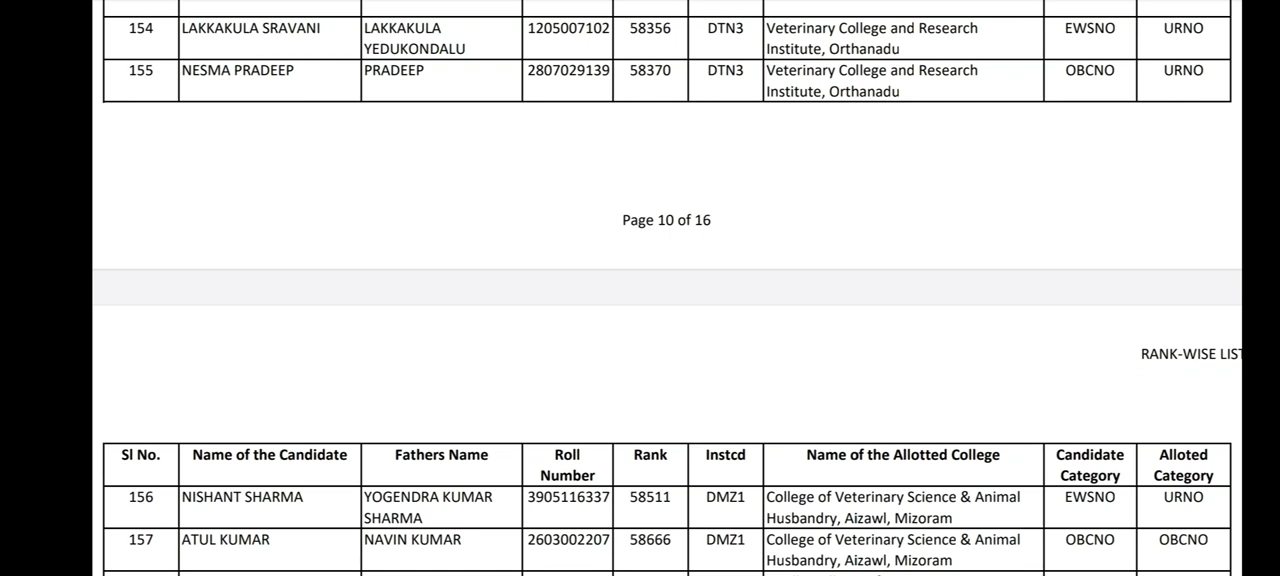 154 LAKKAKULA SRAVANI LAKKAKULA 1205007102 58356 DTN3 Veterinary College and Research EWSNO URNO
YEDUKONDALU Institute, Orthanadu
155 NESMA PRADEEP PRADEEP 2807029139 58370 DTN3 Veterinary College and Research OBCNO URNO
Institute, Orthanadu
Page 10 of 16
RANK-WISE LIST
Sl No. Name of the Candidate Fathers Name Roll Rank Instcd Name of the Allotted College Candidate Alloted
Number Category Category
156 NISHANT SHARMA YOGENDRA KUMAR 3905116337 58511 DMZ1 College of Veterinary Science & Animal EWSNO URNO
SHARMA Husbandry, Aizawl, Mizoram
157 ATUL KUMAR NAVIN KUMAR 2603002207 58666 DMZ1 College of Veterinary Science & Animal OBCNO OBCNO
Husbandry, Aizawl, Mizoram